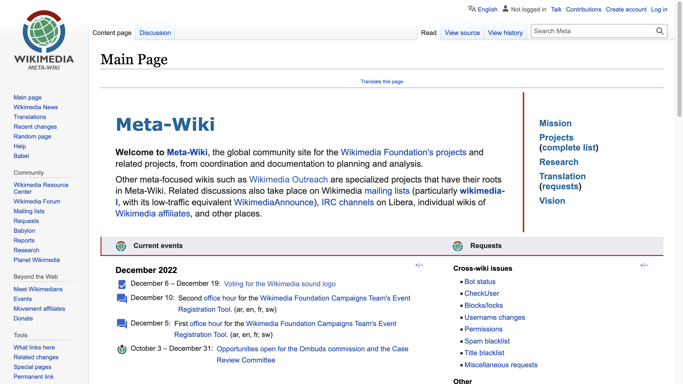 English Not logged in Talk Contributions Create account Log in
Content page Discussion Read View source View history Search Meta
WIKIMEDIA
META-WIKI
Main page
Wikimedia News
Translations
Recent changes
Random page
Help
Babel
Community
Wikimedia Resource
Center
Wikimedia Forum
Mailing lists
Requests
Babylon
Reports
Research
Planet Wikimedia
Beyond the Web
Meet Wikimedians
Events
Movement affiliates
Donate
Tools
What links here
Related changes
Special pages
Permanent link
Main Page
Translate this page
Meta-Wiki
Welcome to Meta-Wiki, the global community site for the Wikimedia Foundation's projects and
related projects, from coordination and documentation to planning and analysis.
Other meta-focused wikis such as Wikimedia Outreach are specialized projects that have their roots
in Meta-Wiki. Related discussions also take place on Wikimedia mailing lists (particularly wikimedia-
l, with its low-traffic equivalent WikimediaAnnounce), IRC channels on Libera, individual wikis of
Wikimedia affiliates, and other places.
Mission
Projects
(complete list)
Research
Translation
(requests)
Vision
Current events
+/−
December 2022
December 6 – December 19: Voting for the Wikimedia sound logo
December 10: Second office hour for the Wikimedia Foundation Campaigns Team's Event
Registration Tool. (ar, en, fr, sw)
December 5: First office hour for the Wikimedia Foundation Campaigns Team's Event
Registration Tool. (ar, en, fr, sw)
October 3 – December 31: Opportunities open for the Ombuds commission and the Case
Review Committee
Requests
+/−
Cross-wiki issues
Bot status
CheckUser
Blocks/locks
Username changes
Permissions
Spam blacklist
Title blacklist
Miscellaneous requests
Other